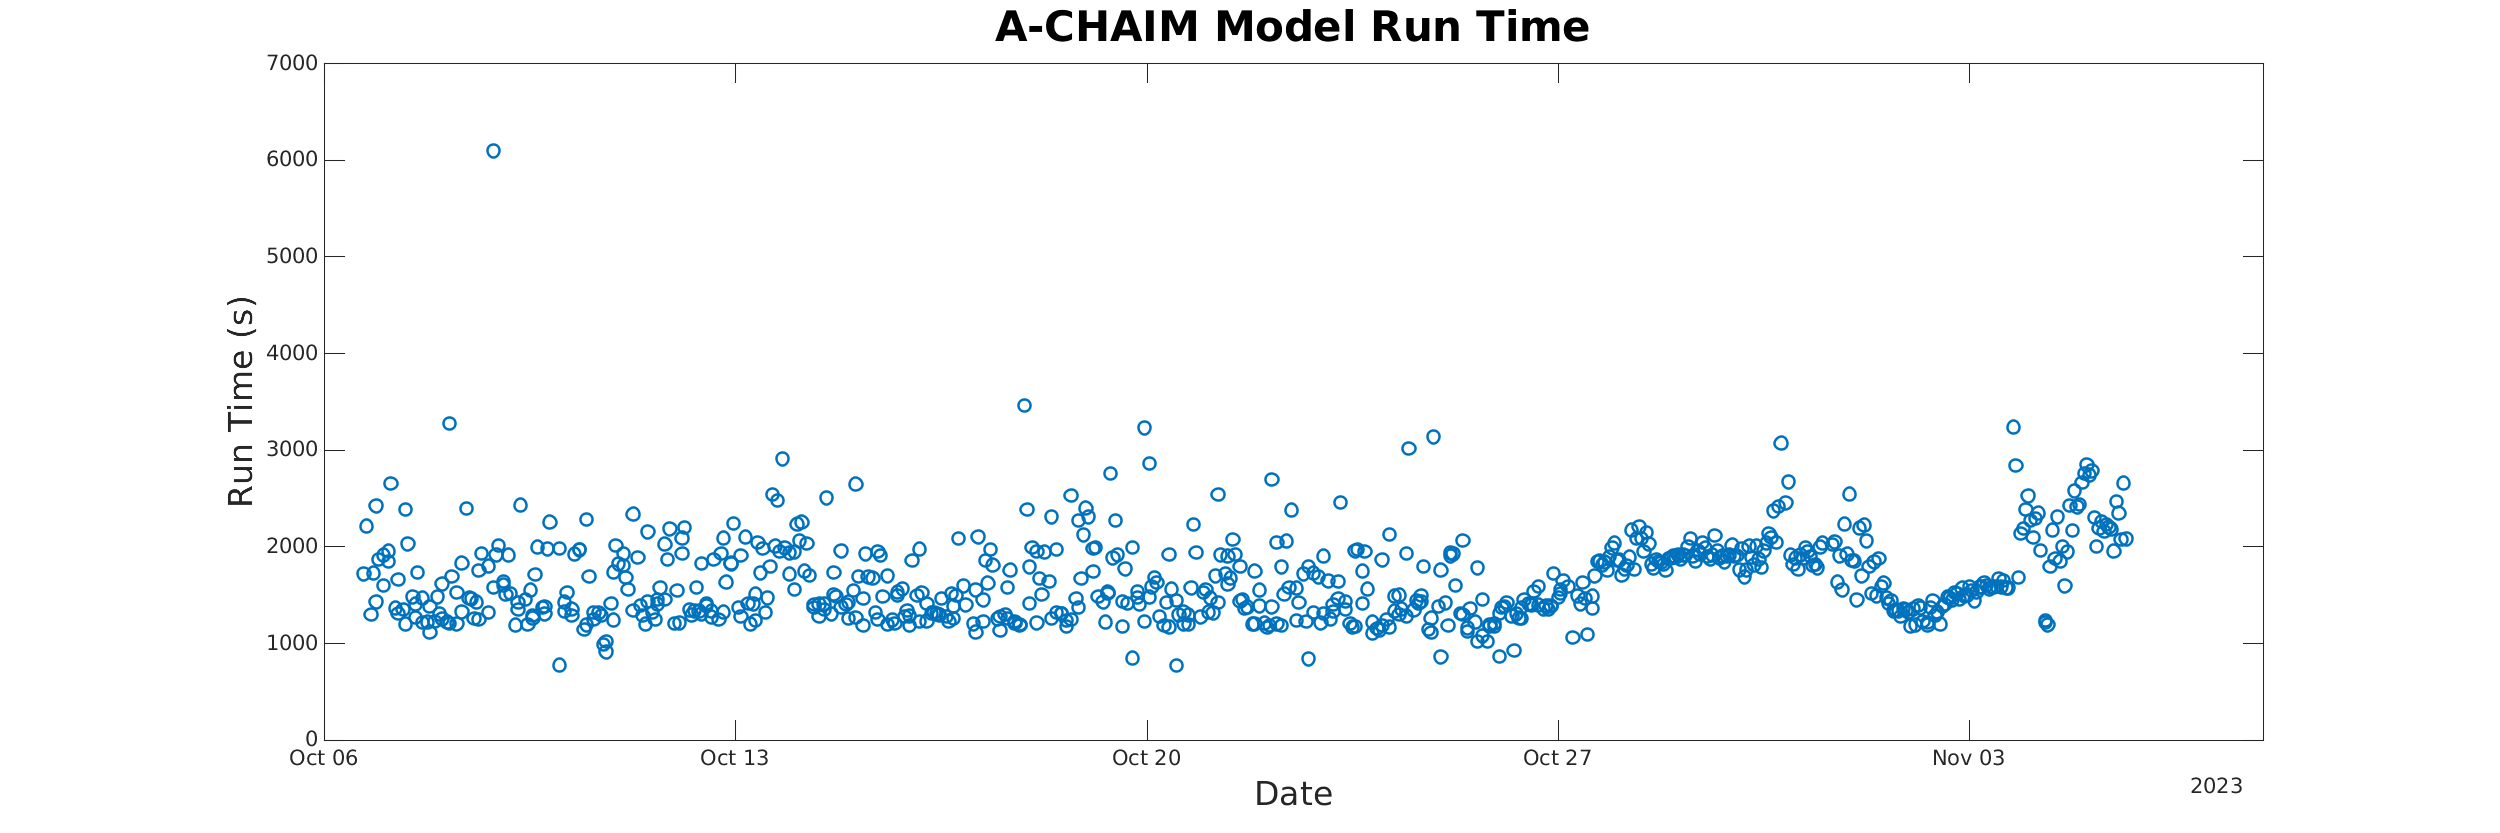 A-CHAIM Model Run Time
7000
6000
5000
4000
3000
2000
1000
0
Run Time (s)
Oct 06 Oct 13 Oct 20 Oct 27 Nov 03
2023
Date